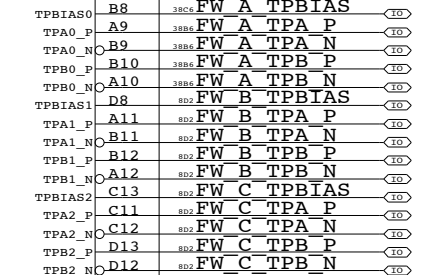 TPBIAS0 B8 38C6 FW_A_TPBIAS IO
TPA0_P A9 38B6 FW_A_TPA_P IO
TPA0_N B9 38B6 FW_A_TPA_N IO
TPB0_P B10 38B6 FW_A_TPB_P IO
TPB0_N A10 38B6 FW_A_TPB_N IO
TPBIAS1 D8 8D2 FW_B_TPBIAS IO
TPA1_P A11 8D2 FW_B_TPA_P IO
TPA1_N B11 8D2 FW_B_TPA_N IO
TPB1_P B12 8D2 FW_B_TPB_P IO
TPB1_N A12 8D2 FW_B_TPB_N IO
TPBIAS2 C13 8D2 FW_C_TPBIAS IO
TPA2_P C11 8D2 FW_C_TPA_P IO
TPA2_N C12 8D2 FW_C_TPA_N IO
TPB2_P D13 8D2 FW_C_TPB_P IO
TPB2_N D12 8D2 FW_C_TPB_N IO